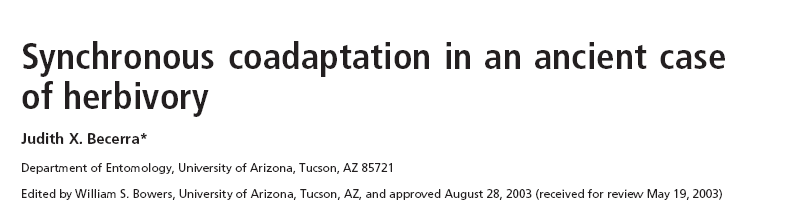 Synchronous coadaptation in an ancient case
of herbivory
Judith X. Becerra*
Department of Entomology, University of Arizona, Tucson, AZ 85721
Edited by William S. Bowers, University of Arizona, Tucson, AZ, and approved August 28, 2003 (received for review May 19, 2003)